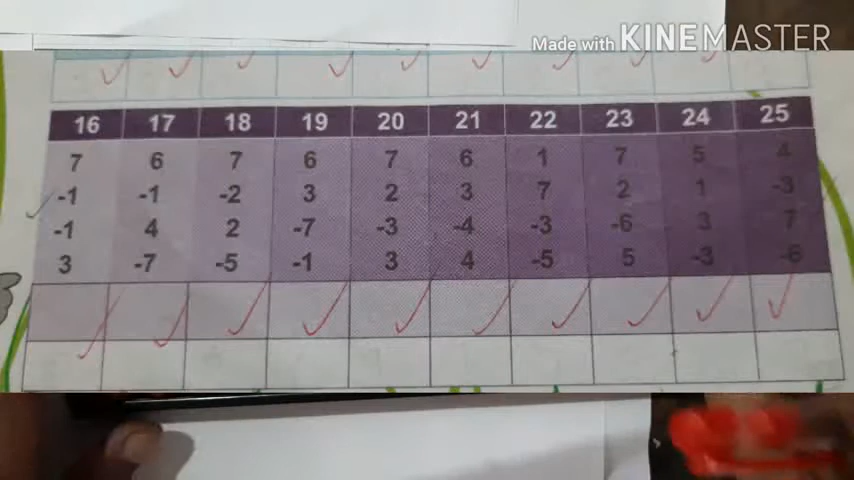 Made with KINEMASTER
16 17 18 19 20 21 22 23 24 25
7 6 7 6 7 6 1 7 5 4
-1 -1 -2 3 2 3 7 2 1 -3
-1 4 2 -7 -3 -4 -3 -6 3 7
3 -7 -5 -1 3 4 -5 5 -3 -6